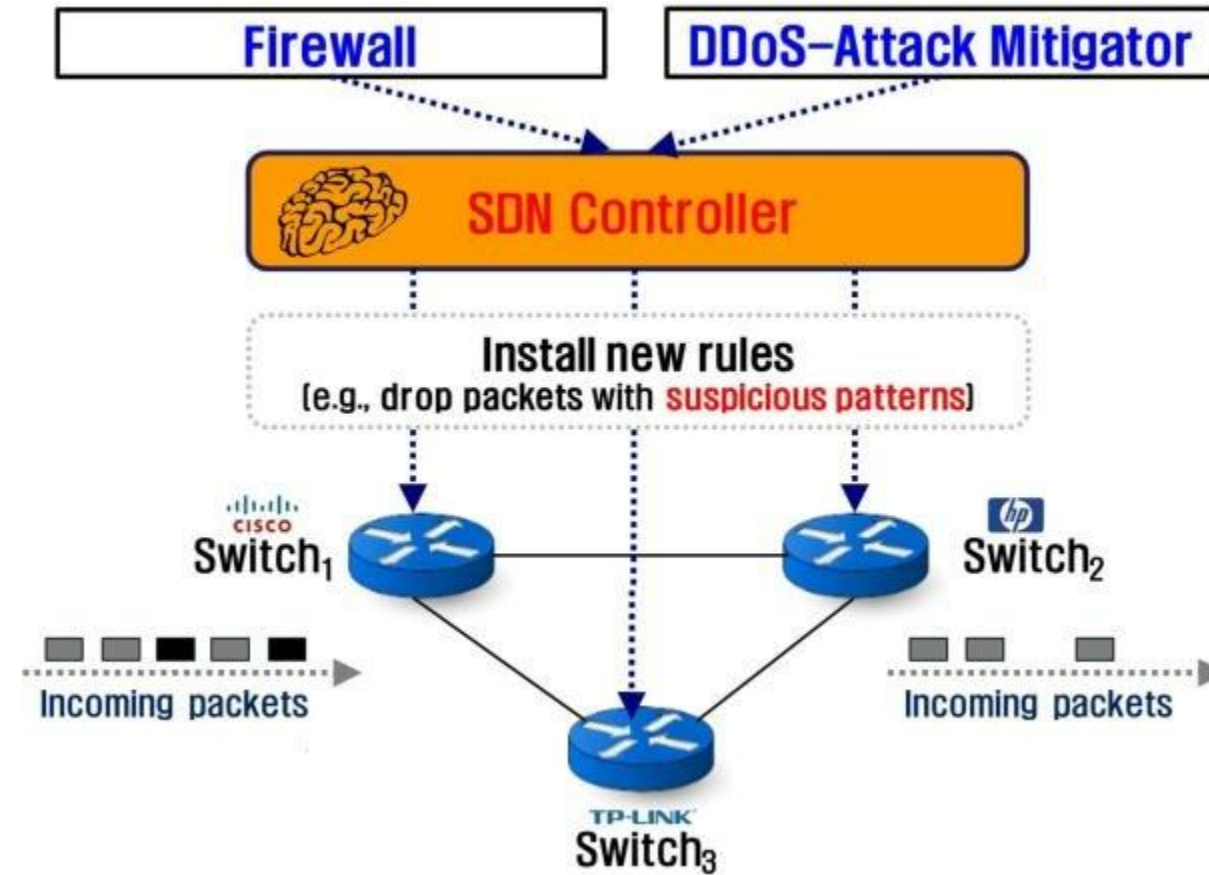 Firewall
DDoS-Attack Mitigator
SDN Controller
Install new rules
(e.g., drop packets with suspicious patterns)
CISCO
Switch1
hp
Switch2
Incoming packets
Incoming packets
TP-LINK
Switch3